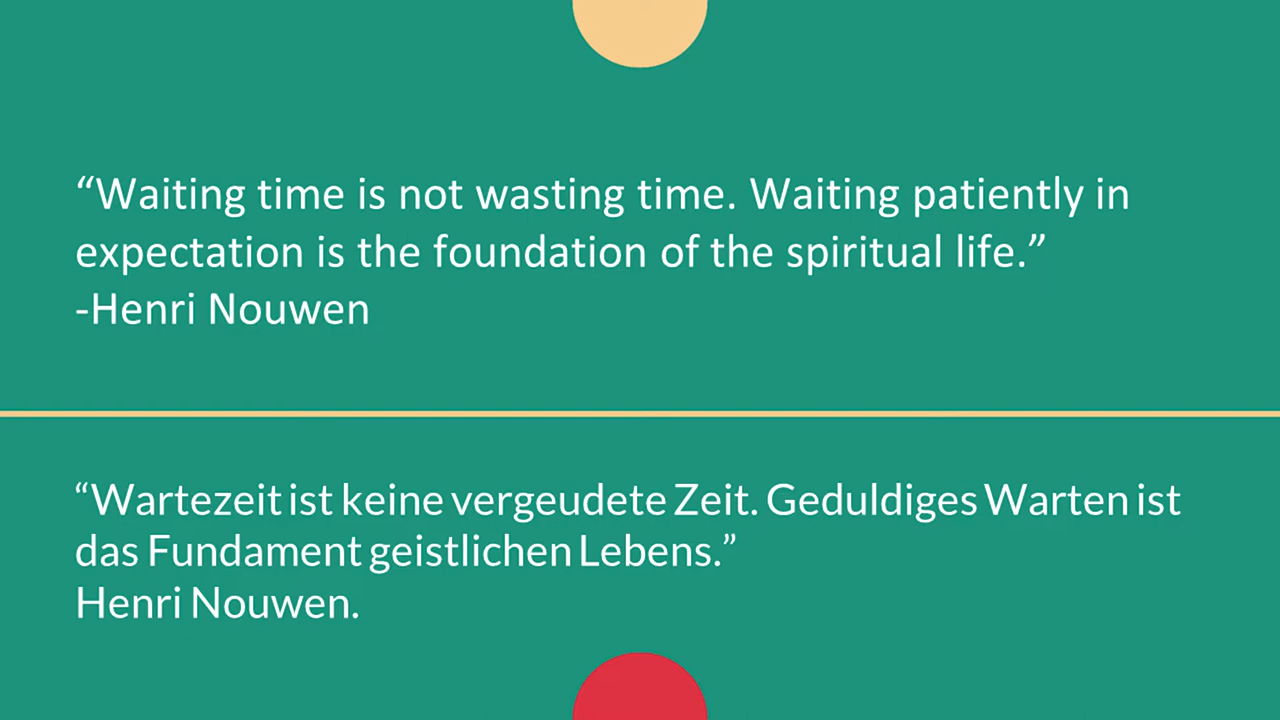 “Waiting time is not wasting time. Waiting patiently in
expectation is the foundation of the spiritual life.”
-Henri Nouwen
“Wartezeit ist keine vergeudete Zeit. Geduldiges Warten ist
das Fundament geistlichen Lebens.”
Henri Nouwen.